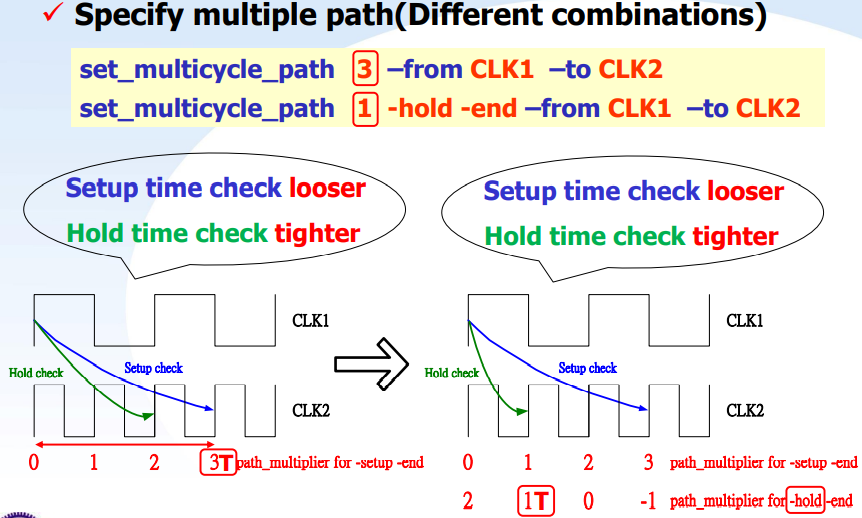 ✓ Specify multiple path(Different combinations)
set_multicycle_path 3 –from CLK1 –to CLK2
set_multicycle_path 1 -hold -end –from CLK1 –to CLK2
Setup time check looser
Hold time check tighter
Setup time check looser
Hold time check tighter
CLK1
Hold check
Setup check
CLK2
0 1 2 3T path_multiplier for -setup -end
CLK1
Hold check
Setup check
CLK2
0 1 2 3 path_multiplier for -setup -end
2 1T 0 -1 path_multiplier for -hold -end